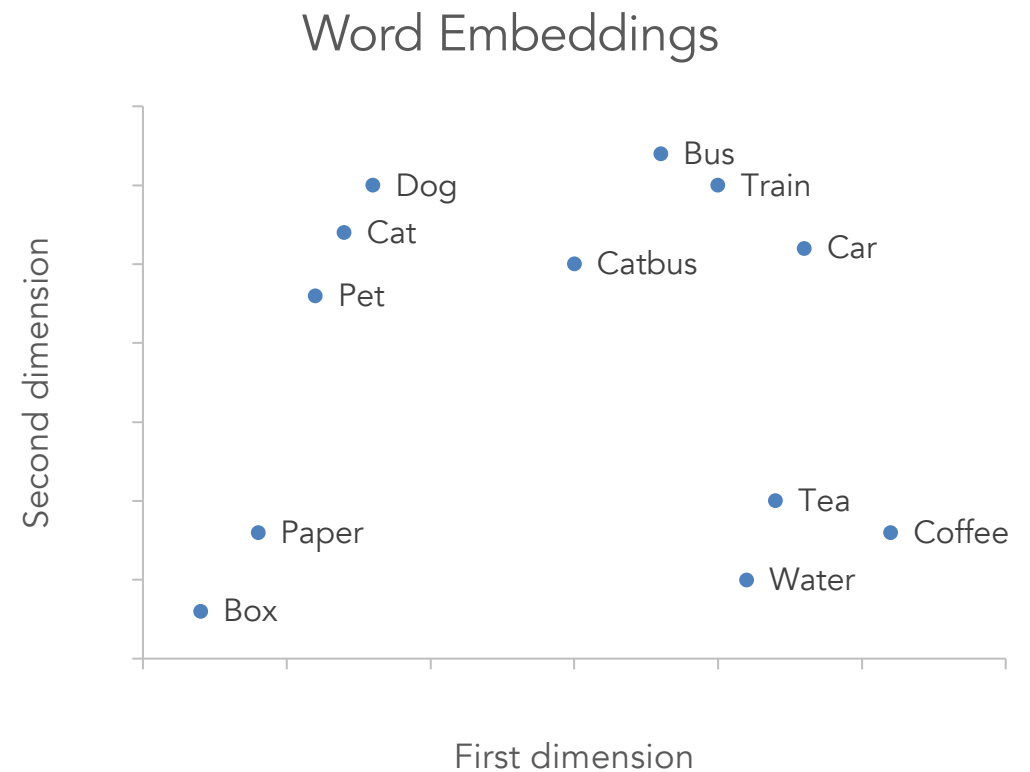 Word Embeddings
Second dimension
Bus
Dog
Train
Cat
Car
Catbus
Pet
Tea
Paper
Coffee
Water
Box
First dimension